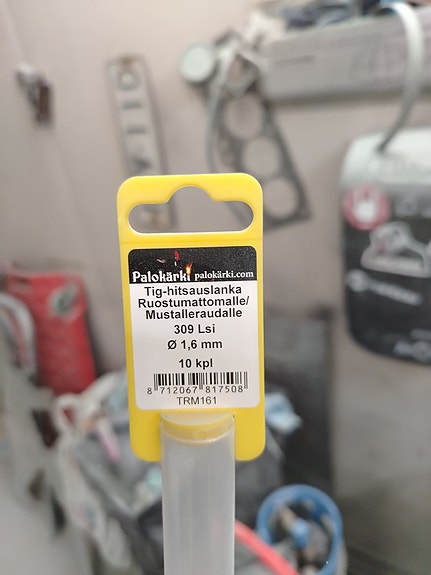 Palokärki palokärki.com
Tig-hitsauslanka
Ruostumattomalle/
Mustalleraudalle
309 Lsi
Ø 1,6 mm
10 kpl
8 712067 817508
TRM161